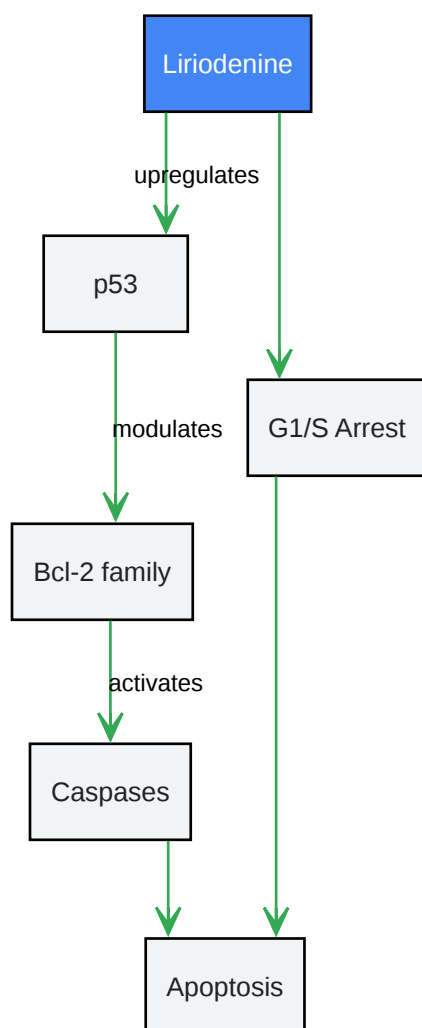 Liriodenine
upregulates
p53
modulates
G1/S Arrest
Bcl-2 family
activates
Caspases
Apoptosis